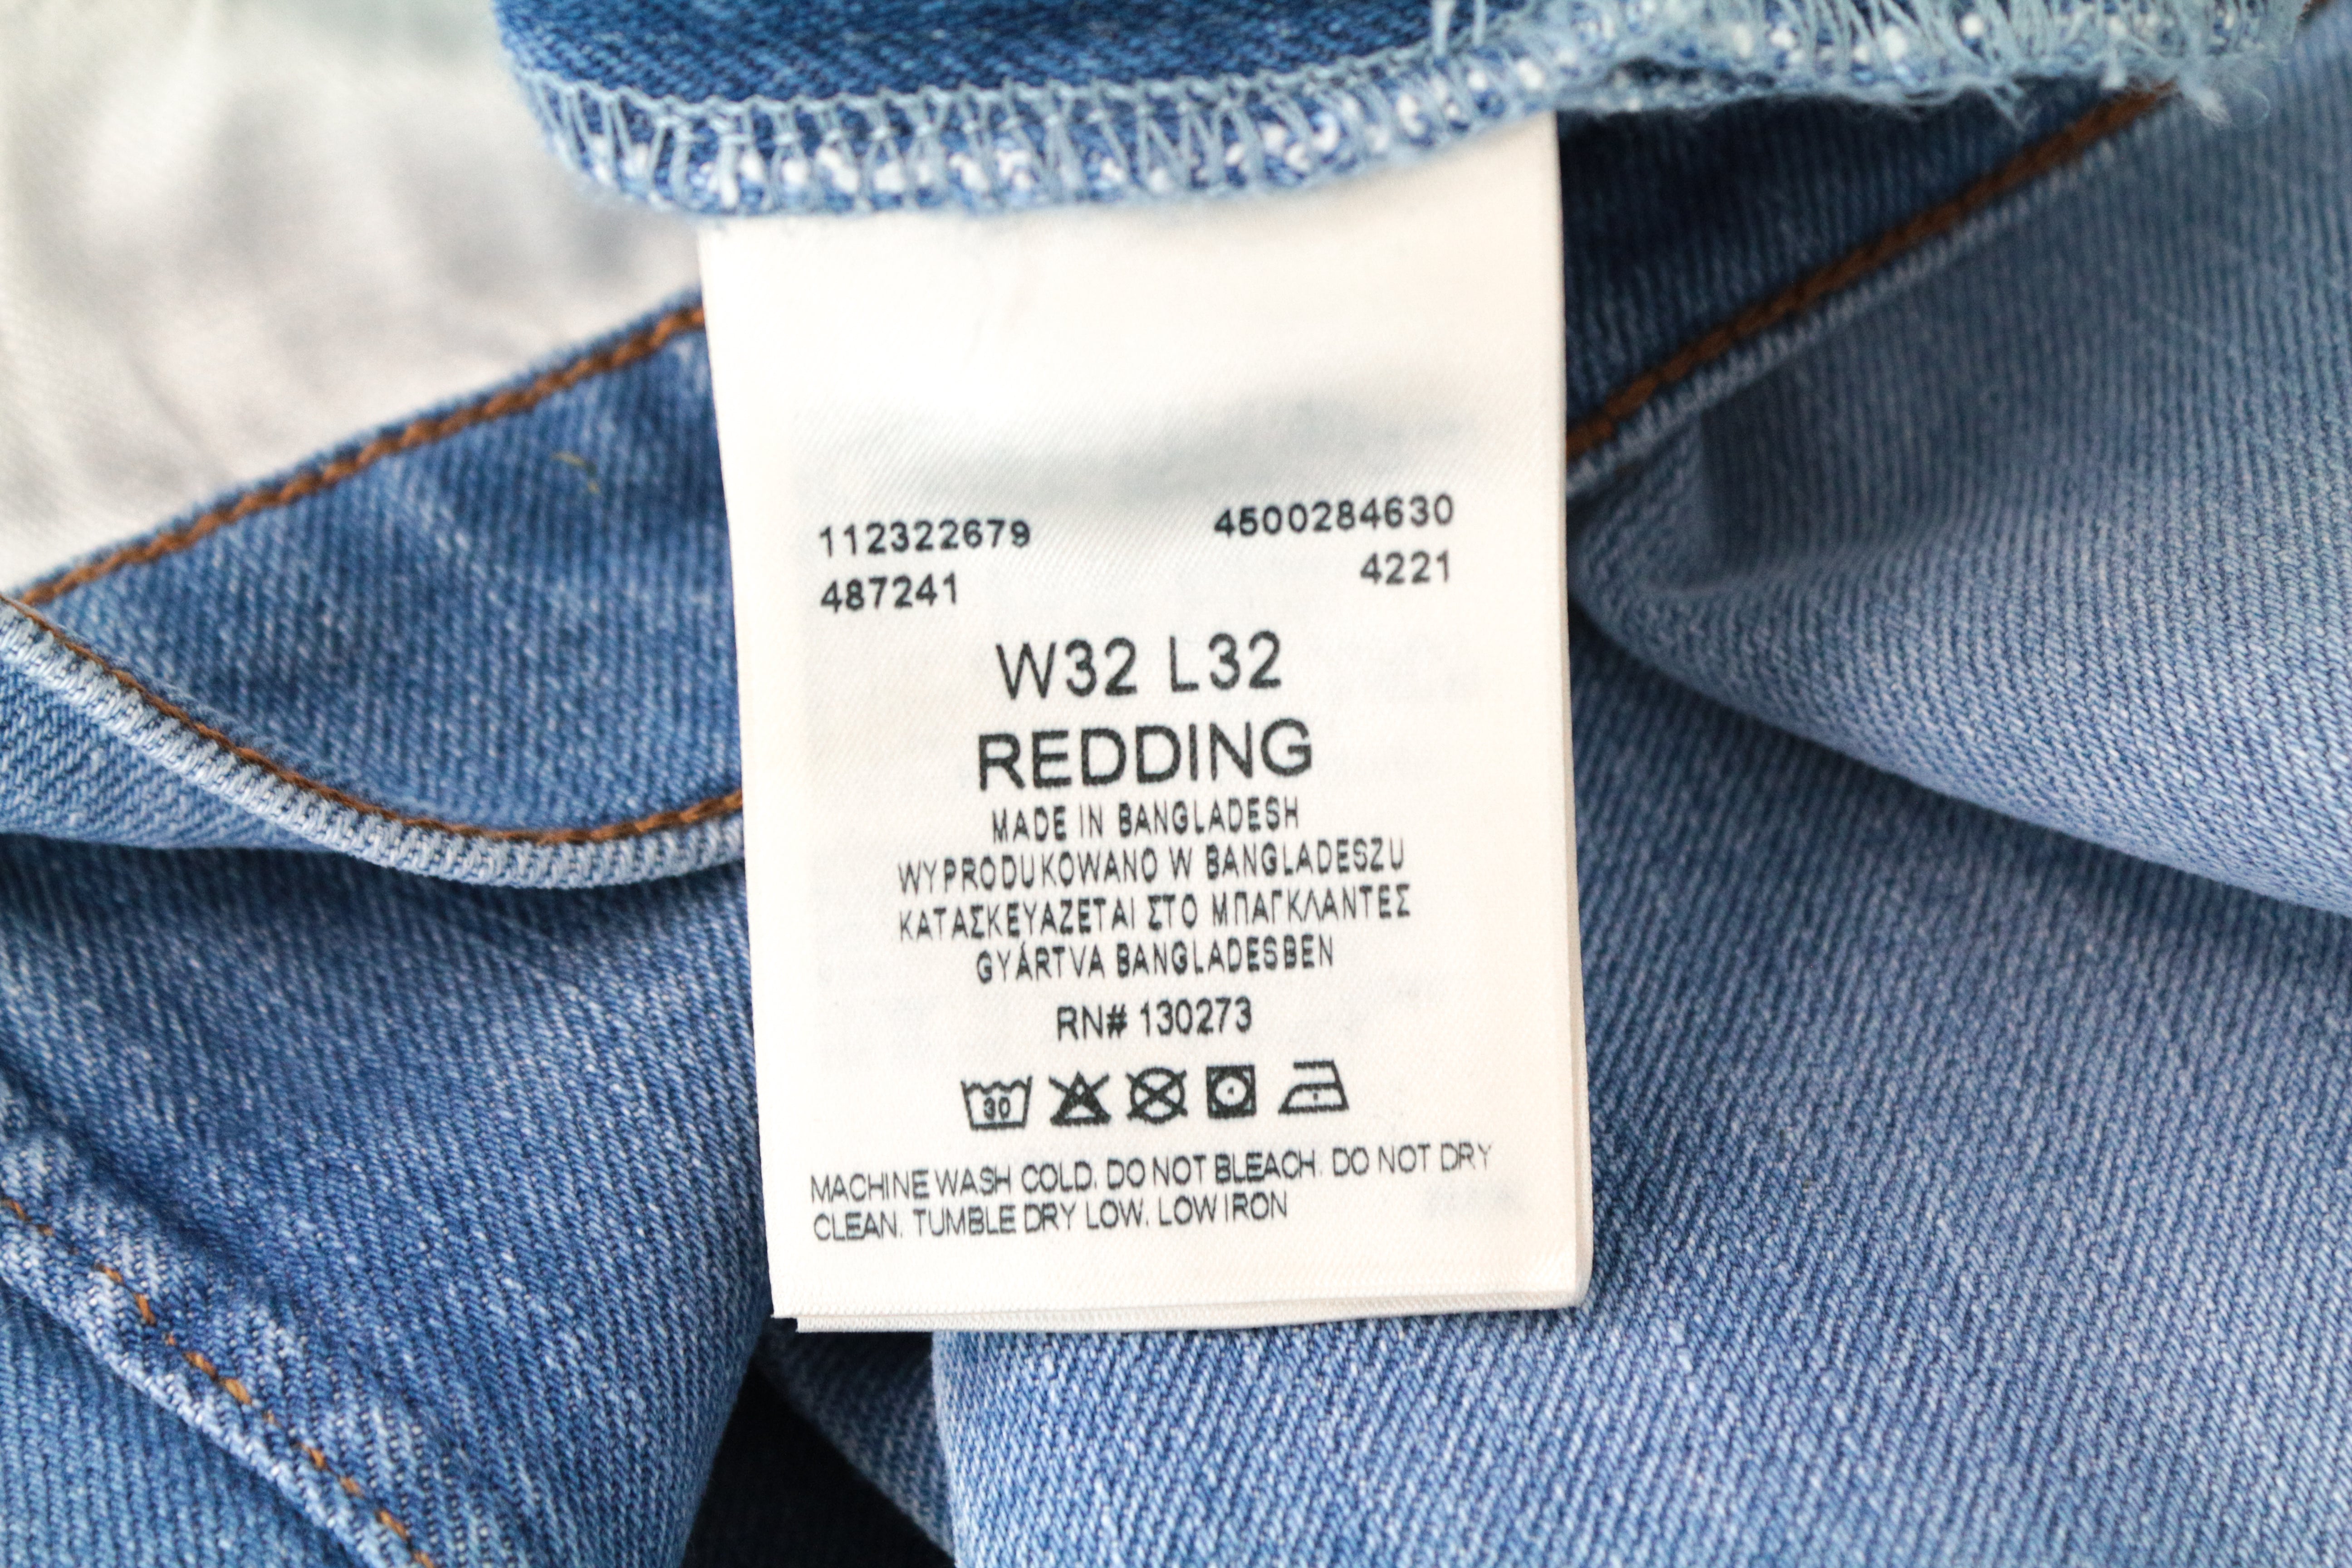 112322679 4500284630
487241 4221
W32 L32
REDDING
MADE IN BANGLADESH
WYPRODUKOWANO W BANGLADESZU
ΚΑΤΑΣΚΕΥΑΖΕΤΑΙ ΣΤΟ ΜΠΑΓΚΛΑΝΤΕΣ
GYÁRTVA BANGLADESBEN
RN# 130273
30
MACHINE WASH COLD. DO NOT BLEACH. DO NOT DRY
CLEAN. TUMBLE DRY LOW. LOW IRON